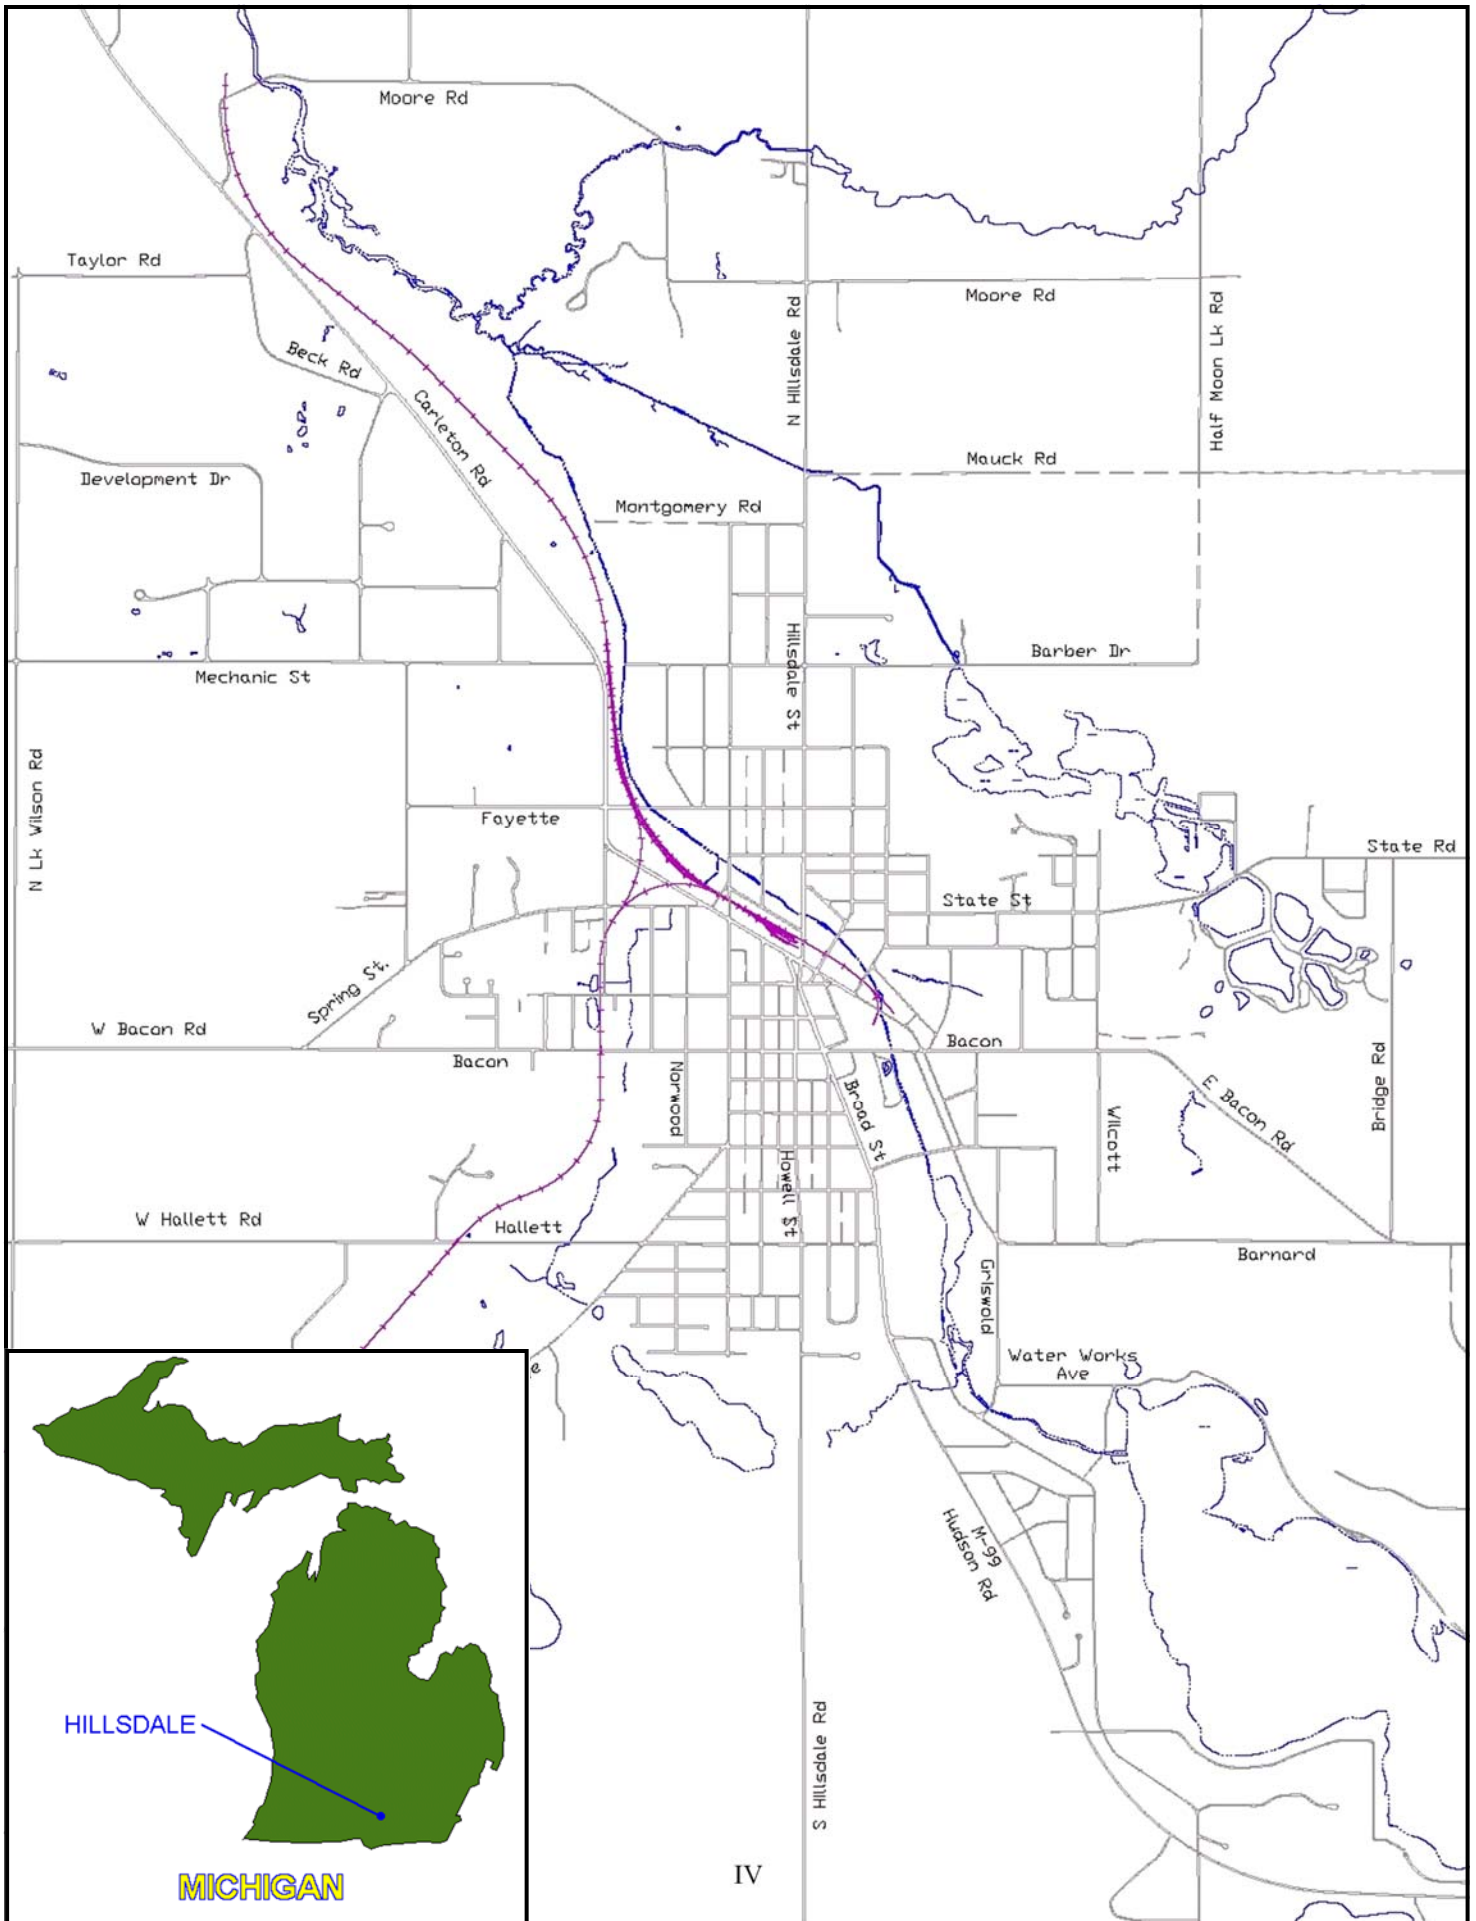 Moore Rd
Taylor Rd
Moore Rd
N Hillsdale Rd
Half Moon Lk Rd
Beck Rd
Carleton Rd
Mauck Rd
Development Dr
Montgomery Rd
Hillsdale St
Barber Dr
Mechanic St
N Lk Wilson Rd
Fayette
State Rd
State St
Spring St.
W Bacon Rd
Bacon
Bacon
Norwood
Broad St
E Bacon Rd
Bridge Rd
Wilcott
Howell St
W Hallett Rd
Hallett
Barnard
Griswold
Water Works
Ave
e
M-99
Hudson Rd
S Hillsdale Rd
HILLSDALE
MICHIGAN
IV